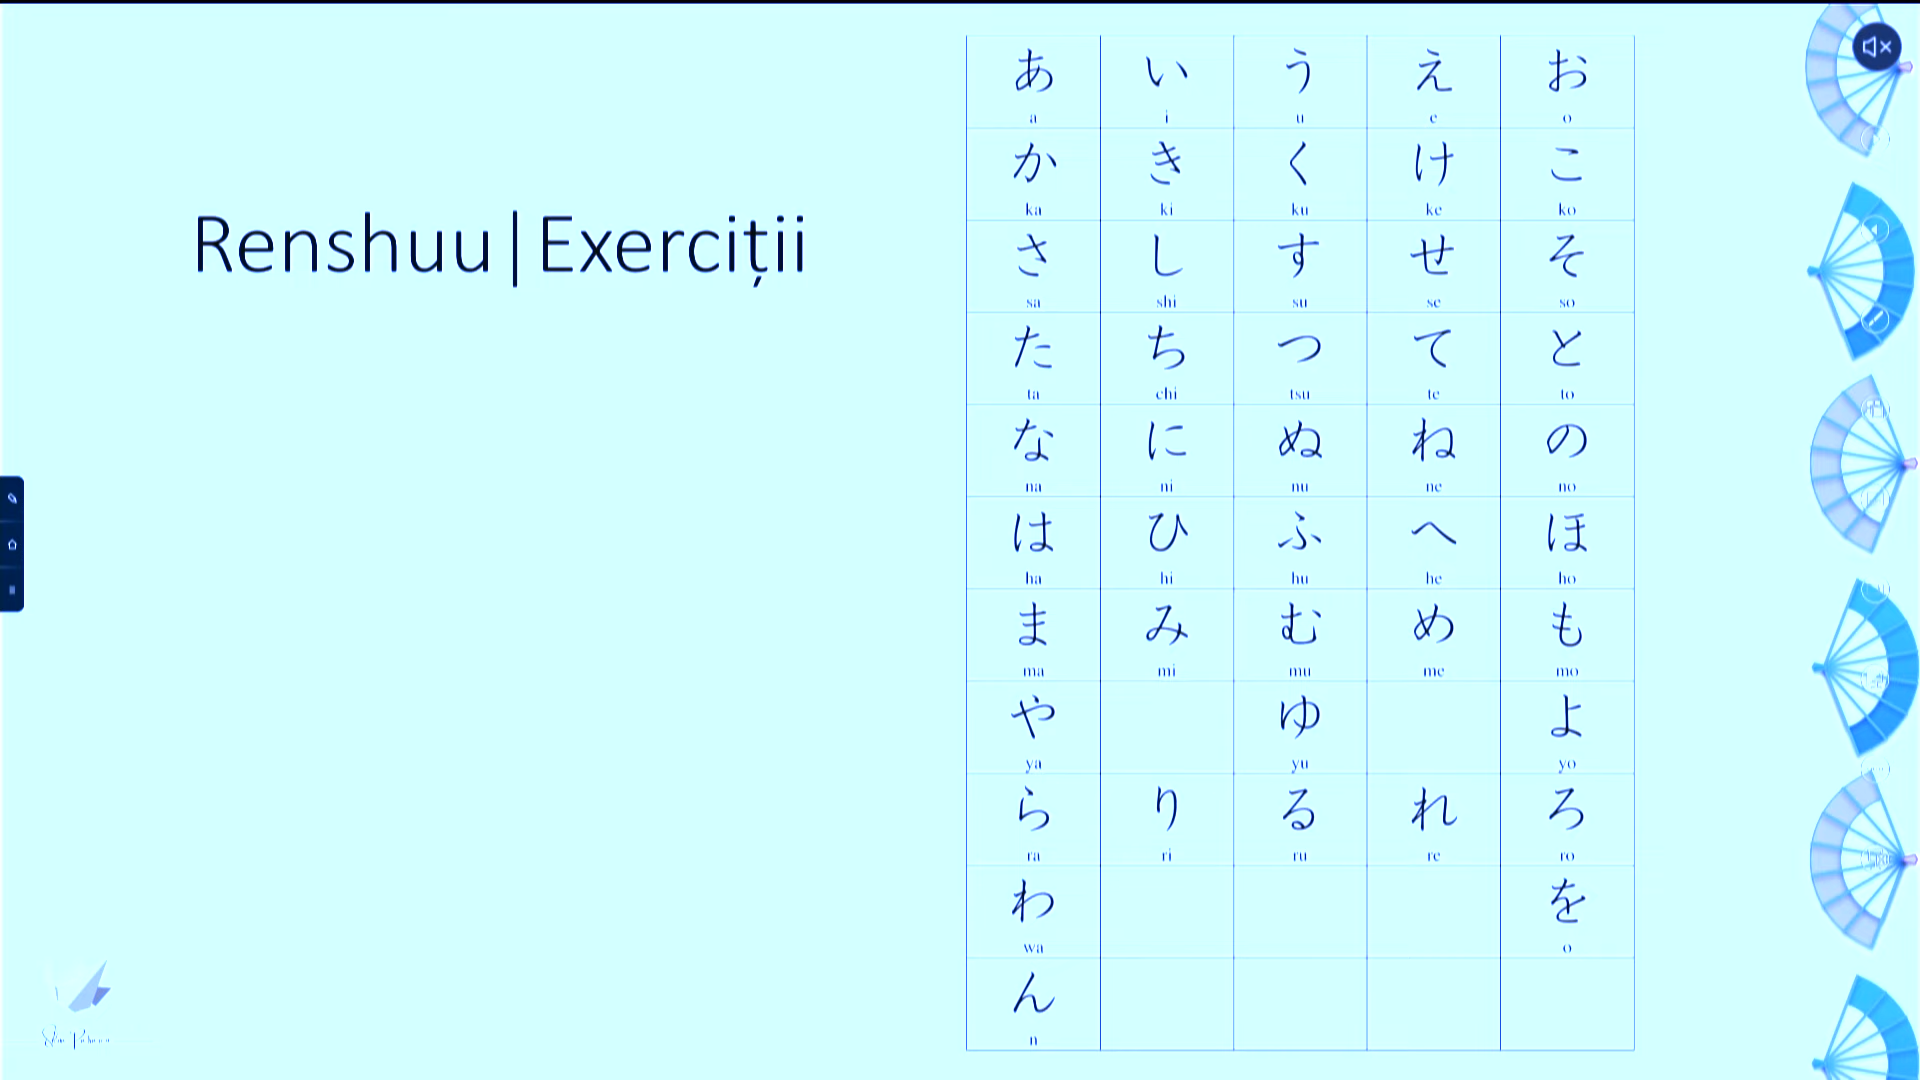 Renshuu|Exerciții
あ い う え お
a i u e o
か き く け こ
ka ki ku ke ko
さ し す せ そ
sa shi su se so
た ち つ て と
ta chi tsu te to
な に ぬ ね の
na ni nu ne no
は ひ ふ へ ほ
ha hi hu he ho
ま み む め も
ma mi mu me mo
や ゆ よ
ya yu yo
ら り る れ ろ
ra ri ru re ro
わ を
wa o
ん
n